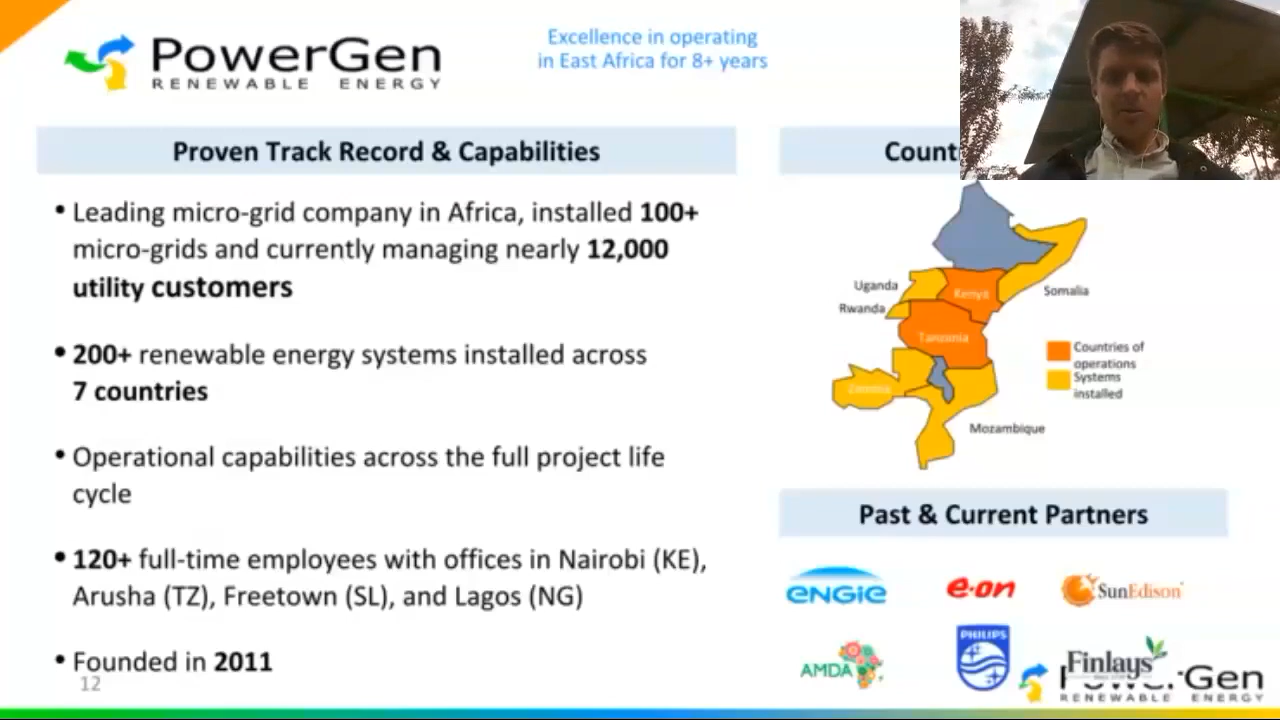 PowerGen
RENEWABLE ENERGY
Excellence in operating
in East Africa for 8+ years
Proven Track Record & Capabilities
• Leading micro-grid company in Africa, installed 100+
micro-grids and currently managing nearly 12,000
utility customers
• 200+ renewable energy systems installed across
7 countries
• Operational capabilities across the full project life
cycle
• 120+ full-time employees with offices in Nairobi (KE),
Arusha (TZ), Freetown (SL), and Lagos (NG)
• Founded in 2011
12
Count
Uganda
Kenya
Somalia
Rwanda
Tanzania
Zambia
Mozambique
Countries of
operations
Systems
installed
Past & Current Partners
ENGIE
e·on
SunEdison
AMDA
PHILIPS
Finlays
PowerGen
RENEWABLE ENERGY